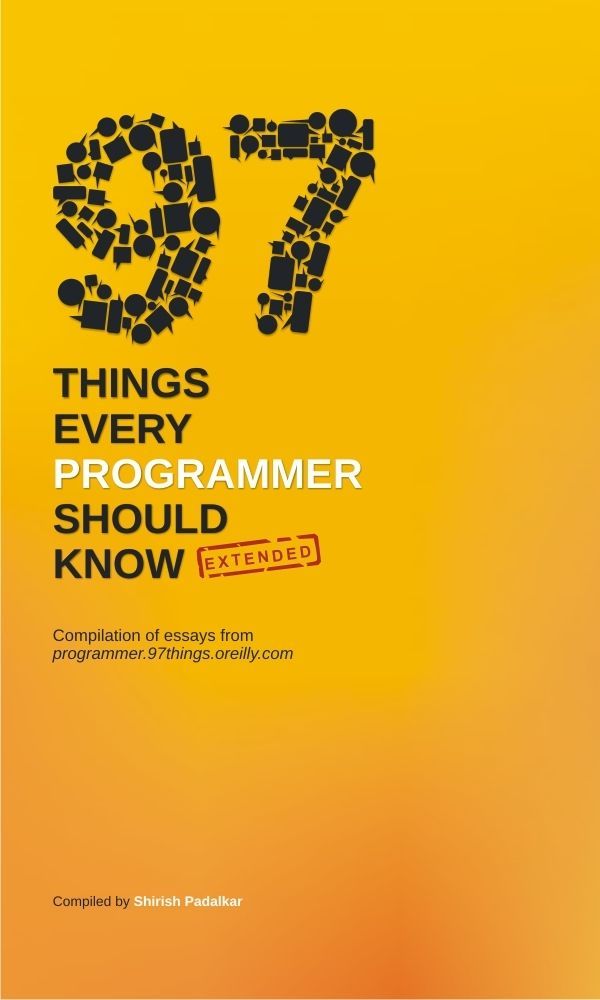 97
THINGS
EVERY
PROGRAMMER
SHOULD
KNOW EXTENDED
Compilation of essays from
programmer.97things.oreilly.com
Compiled by Shirish Padalkar